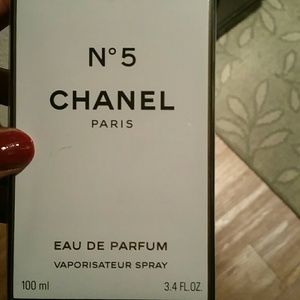 N°5
CHANEL
PARIS
EAU DE PARFUM
VAPORISATEUR SPRAY
100 ml 3.4 FL.OZ.